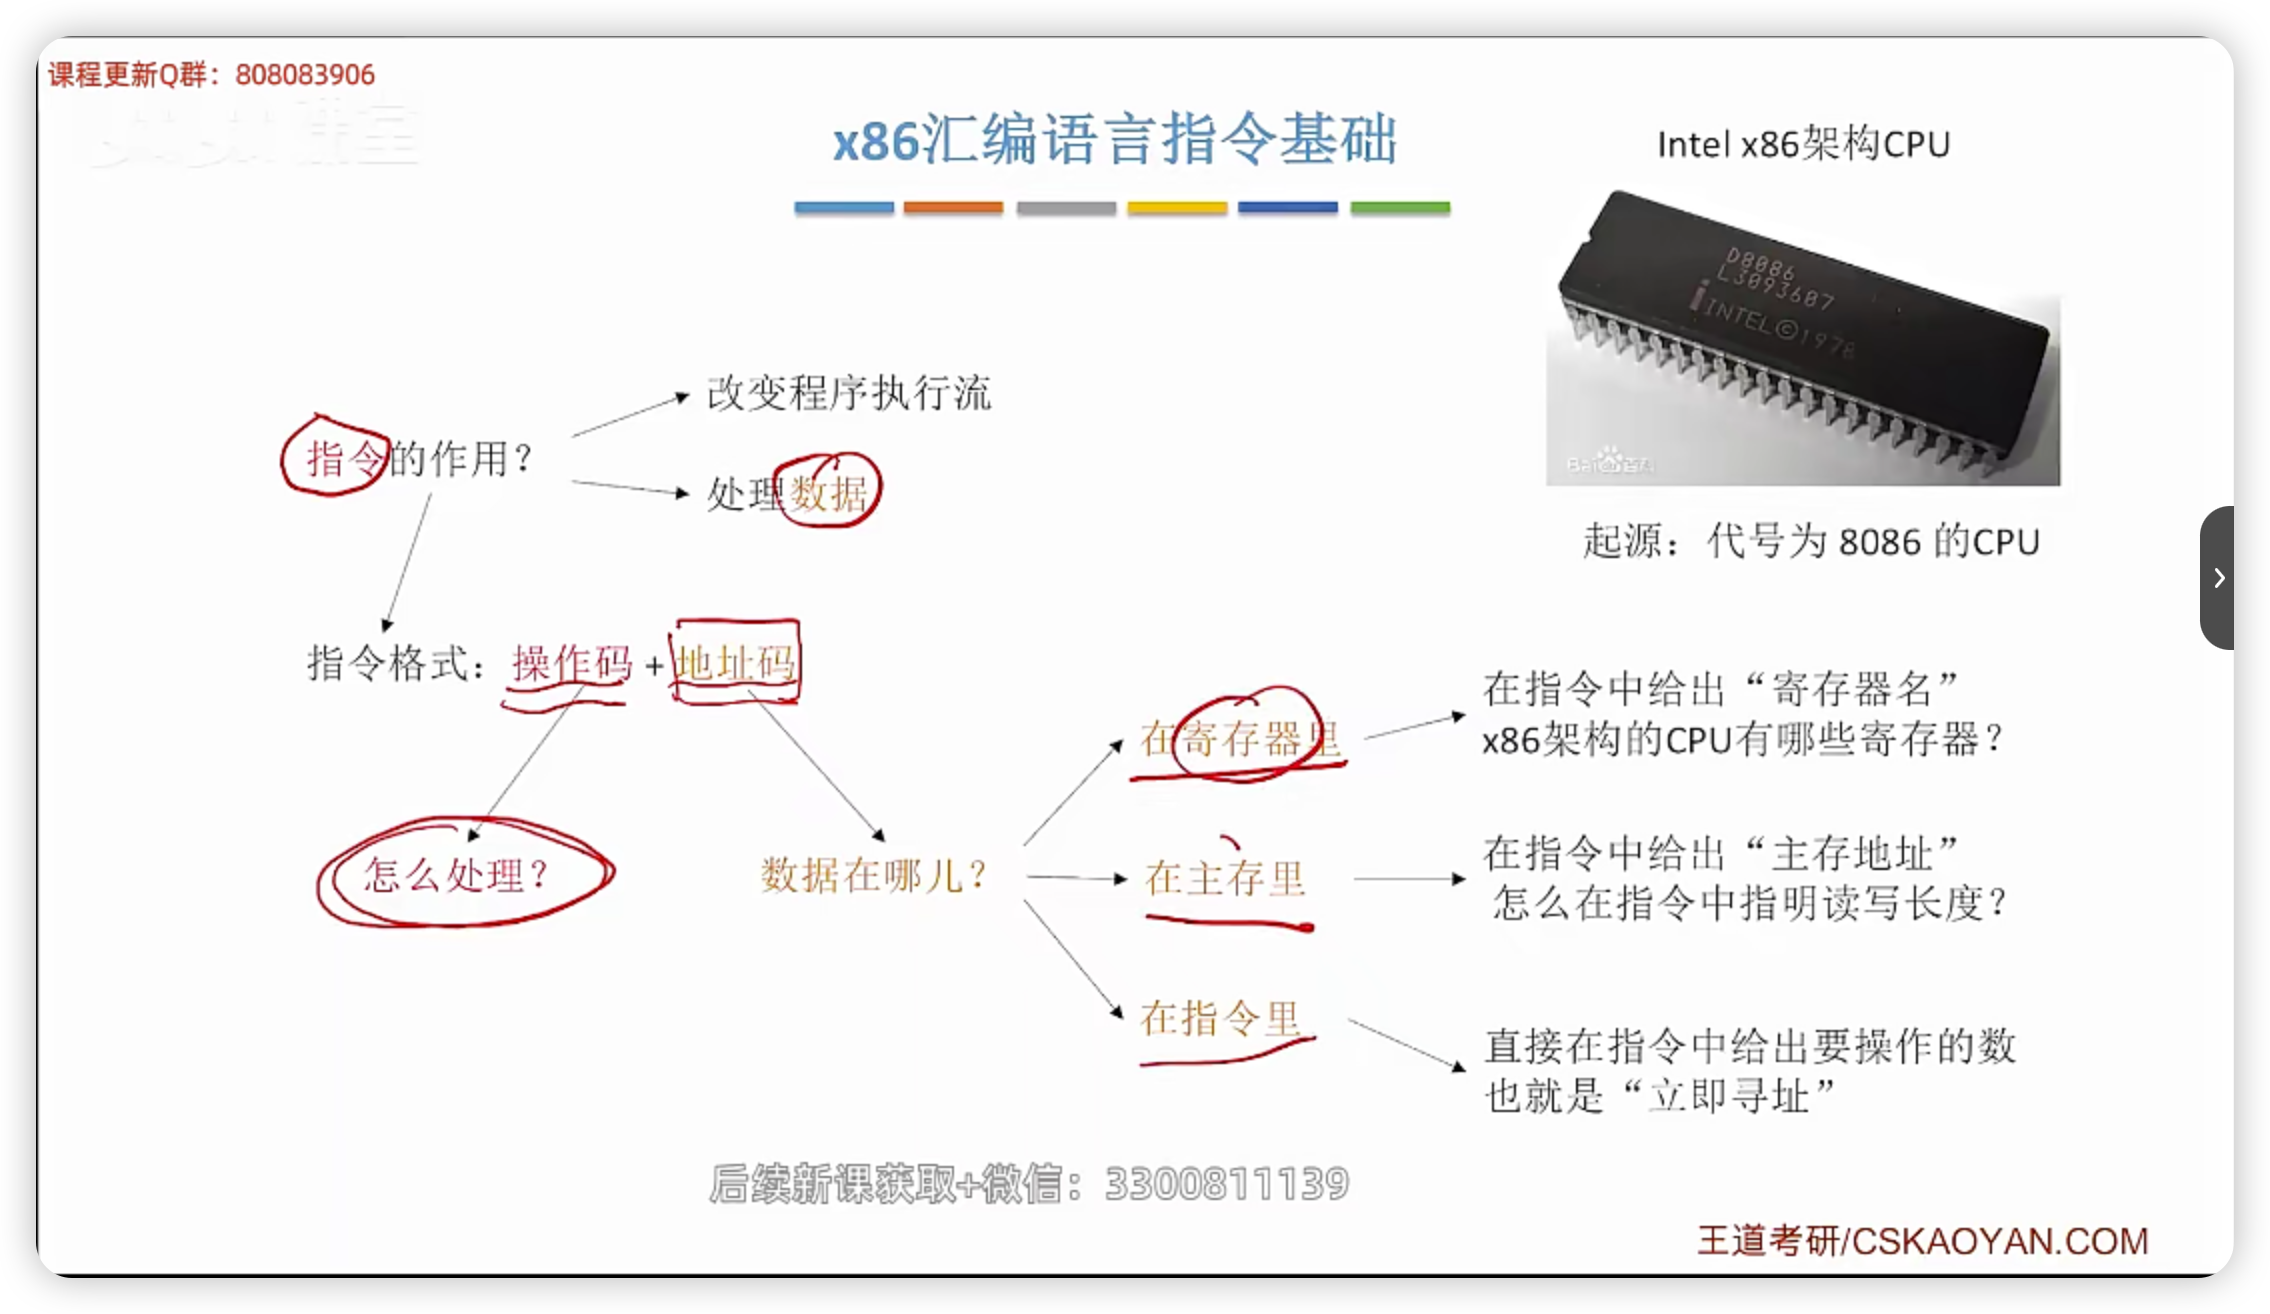 课程更新Q群：808083906
x86汇编语言指令基础
Intel x86架构CPU
D8086
L3093607
INTEL©1978
Baidu百科
起源：代号为 8086 的CPU
改变程序执行流
指令的作用？
处理数据
指令格式：操作码 + 地址码
怎么处理？
数据在哪儿？
在寄存器里
在指令中给出“寄存器名”
x86架构的CPU有哪些寄存器？
在主存里
在指令中给出“主存地址”
怎么在指令中指明读写长度？
在指令里
直接在指令中给出要操作的数
也就是“立即寻址”
后续新课获取+微信：3300811139
王道考研/CSKAOYAN.COM